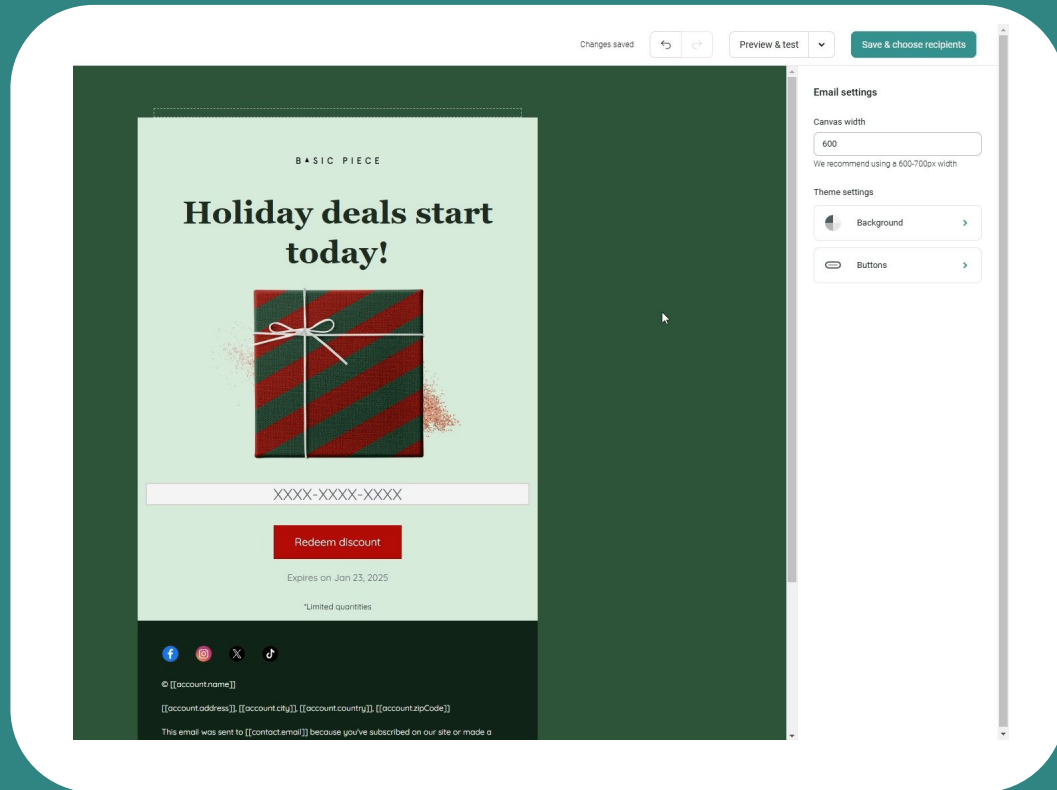 Changes saved
Preview & test
Save & choose recipients
BASIC PIECE
Holiday deals start
today!
XXXX-XXXX-XXXX
Redeem discount
Expires on Jan 23, 2025
*Limited quantities
© [[account.name]]
[[account.address]], [[account.city]], [[account.country]], [[account.zipCode]]
This email was sent to [[contact.email]] because you've subscribed on our site or made a
Email settings
Canvas width
600
We recommend using a 600-700px width
Theme settings
Background
Buttons